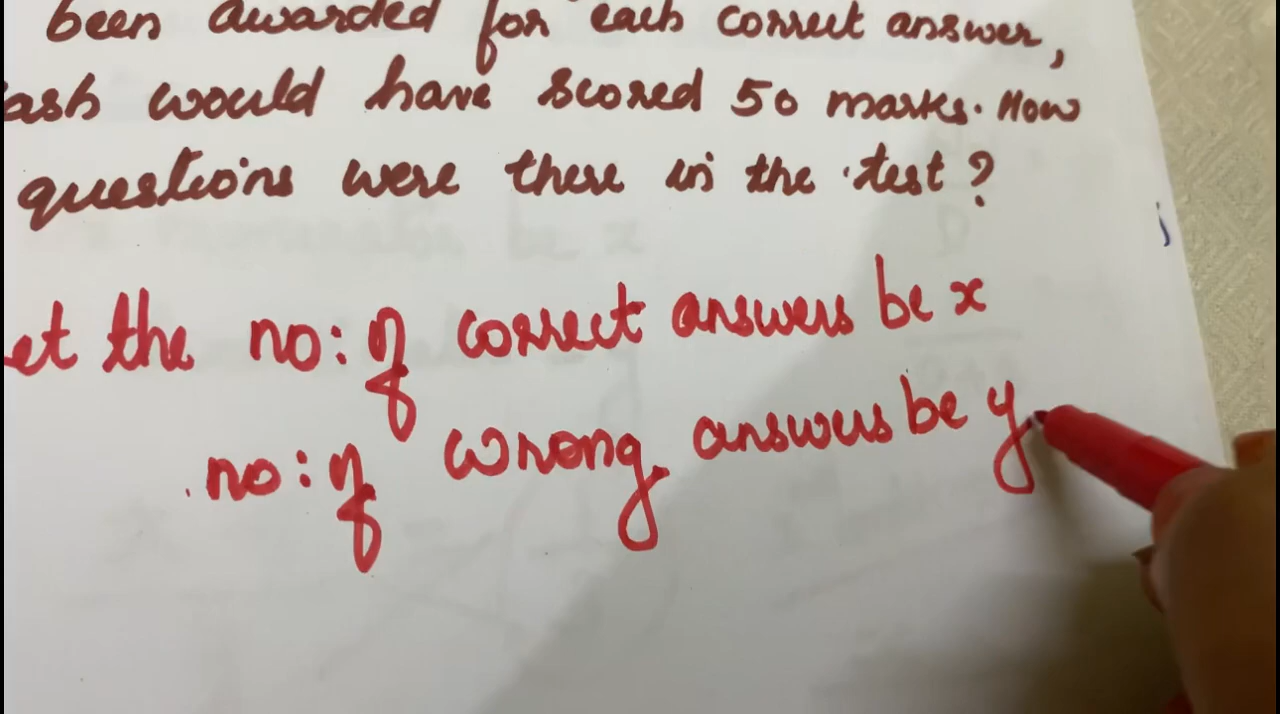 been awarded for each correct answer,
ash would have scored 50 marks. How
questions were there in the test?
et the no: of correct answers be x
no: of wrong answers be y